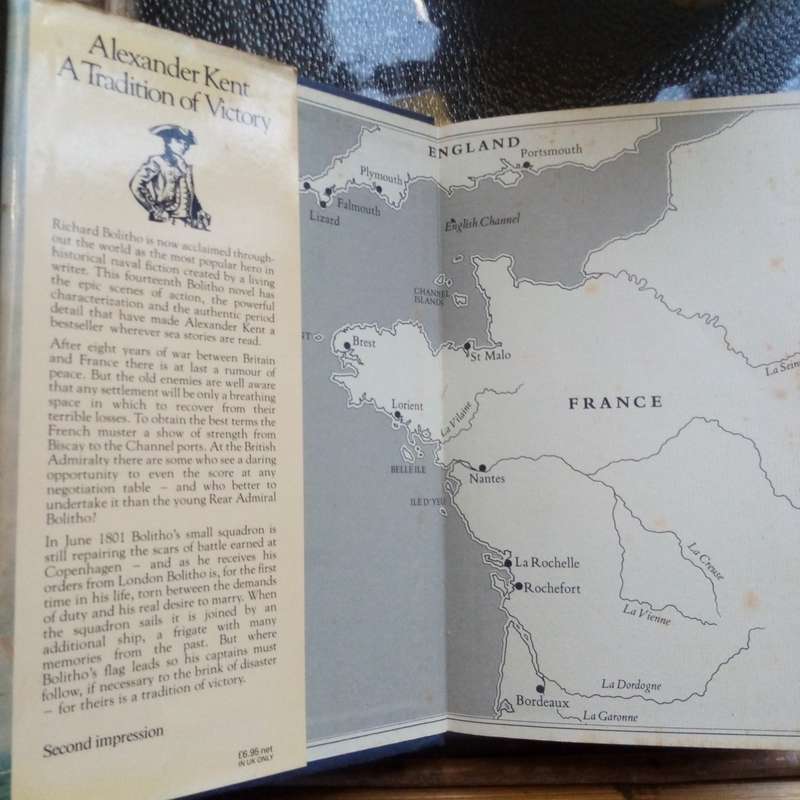 Alexander Kent
A Tradition of Victory
Richard Bolitho is now acclaimed through-
out the world as the most popular hero in
historical naval fiction created by a living
writer. This fourteenth Bolitho novel has
the epic scenes of action, the powerful
characterization and the authentic period
detail that have made Alexander Kent a
bestseller wherever sea stories are read.
After eight years of war between Britain
and France there is at last a rumour of
peace. But the old enemies are well aware
that any settlement will be only a breathing
space in which to recover from their
terrible losses. To obtain the best terms the
French muster a show of strength from
Biscay to the Channel ports. At the British
Admiralty there are some who see a daring
opportunity to even the score at any
negotiation table – and who better to
undertake it than the young Rear Admiral
Bolitho?
In June 1801 Bolitho's small squadron is
still repairing the scars of battle earned at
Copenhagen – and as he receives his
orders from London Bolitho is, for the first
time in his life, torn between the demands
of duty and his real desire to marry. When
the squadron sails it is joined by an
additional ship, a frigate with many
memories from the past. But where
Bolitho's flag leads so his captains must
follow, if necessary to the brink of disaster
– for theirs is a tradition of victory.
Second impression
£6.95 net
IN UK ONLY
ENGLAND
Portsmouth
Plymouth
Falmouth
Lizard
English Channel
CHANNEL
ISLANDS
Brest
St Malo
La Sein
Lorient
La Vilaine
FRANCE
BELLE ILE
Nantes
ILE D'YEU
La Rochelle
La Creuse
Rochefort
La Vienne
La Dordogne
Bordeaux
La Garonne